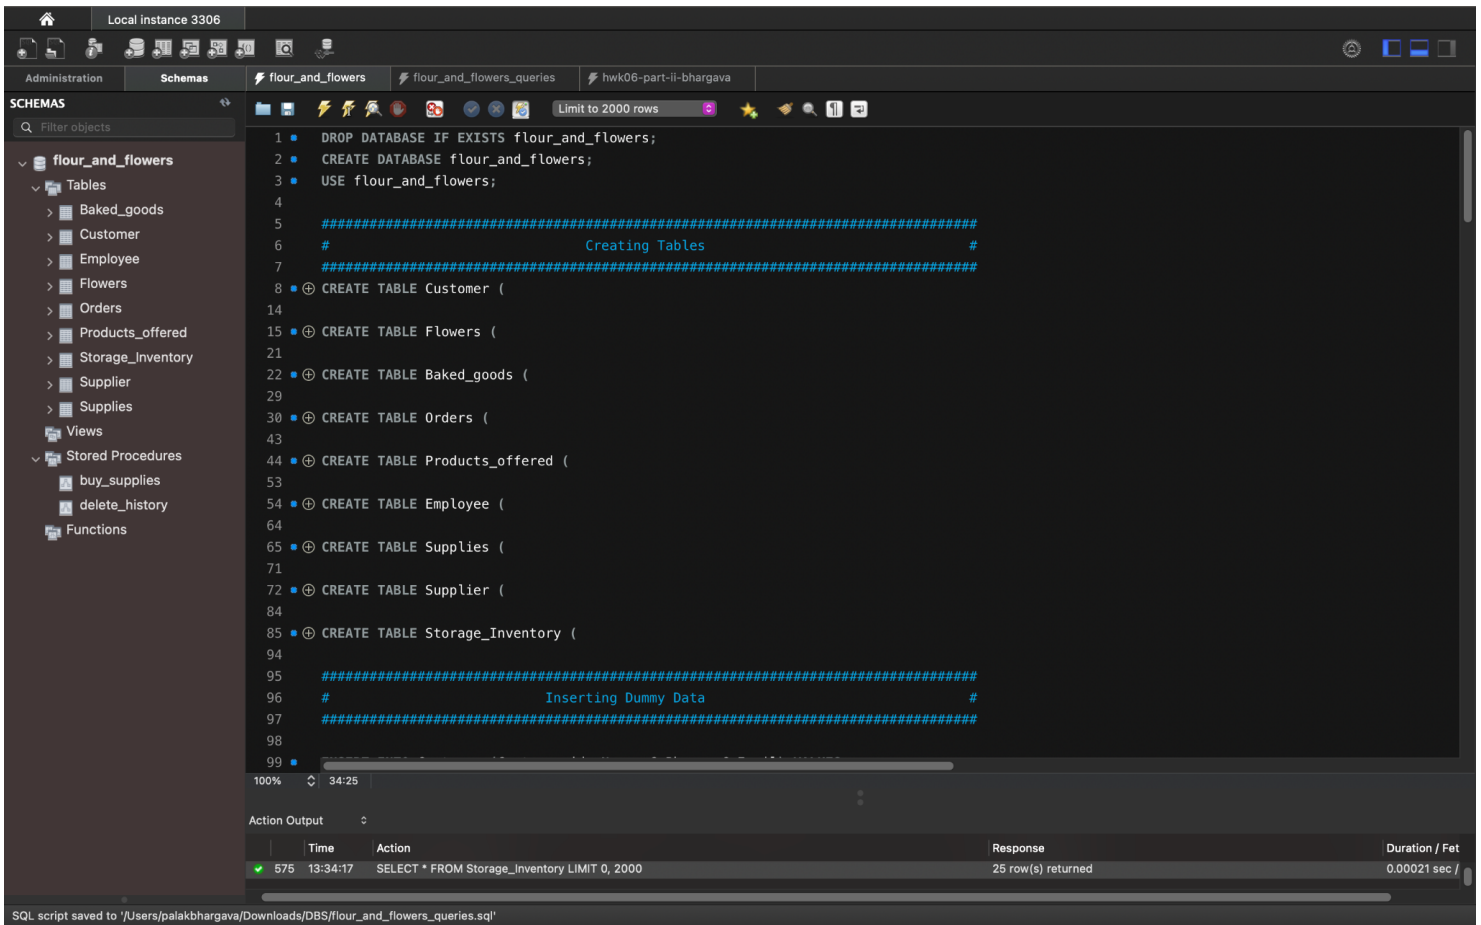 Local instance 3306
Administration
Schemas
flour_and_flowers
flour_and_flowers_queries
hwk06-part-ii-bhargava
SCHEMAS
Filter objects
Limit to 2000 rows
flour_and_flowers
Tables
Baked_goods
Customer
Employee
Flowers
Orders
Products_offered
Storage_Inventory
Supplier
Supplies
Views
Stored Procedures
buy_supplies
delete_history
Functions
1 DROP DATABASE IF EXISTS flour_and_flowers;
2 CREATE DATABASE flour_and_flowers;
3 USE flour_and_flowers;
4
5 ##################################################################################
6 # Creating Tables #
7 ##################################################################################
8 CREATE TABLE Customer (
14
15 CREATE TABLE Flowers (
21
22 CREATE TABLE Baked_goods (
29
30 CREATE TABLE Orders (
43
44 CREATE TABLE Products_offered (
53
54 CREATE TABLE Employee (
64
65 CREATE TABLE Supplies (
71
72 CREATE TABLE Supplier (
84
85 CREATE TABLE Storage_Inventory (
94
95 ##################################################################################
96 # Inserting Dummy Data #
97 ##################################################################################
98
99
100% 34:25
Action Output
Time Action Response Duration / Fet
575 13:34:17 SELECT * FROM Storage_Inventory LIMIT 0, 2000 25 row(s) returned 0.00021 sec /
SQL script saved to '/Users/palakbhargava/Downloads/DBS/flour_and_flowers_queries.sql'